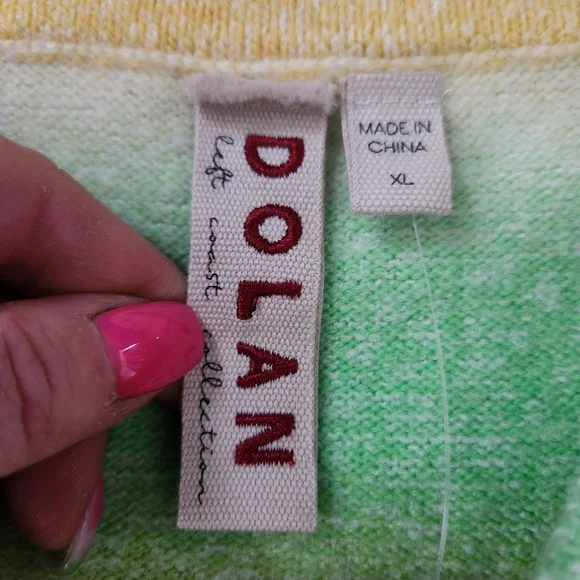 DOLAN
left coast collection
MADE IN
CHINA
XL